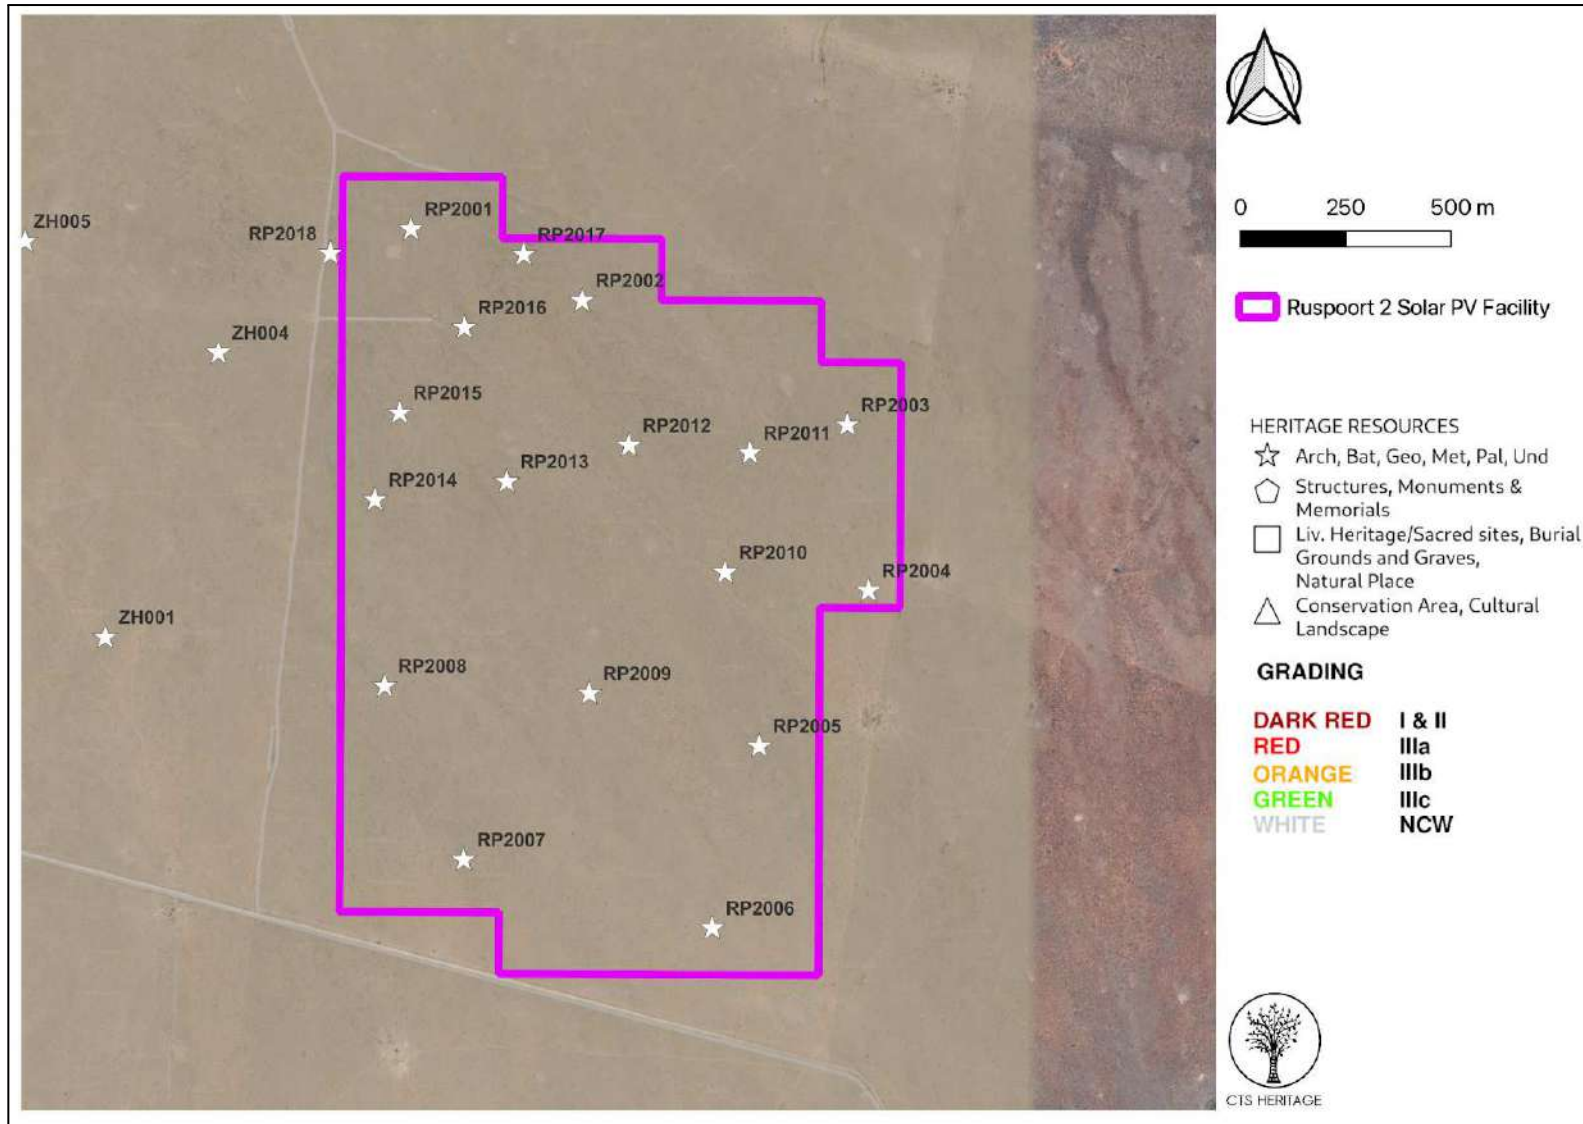 ZH005
RP2018
RP2001
RP2017
RP2002
RP2016
ZH004
RP2015
RP2003
RP2012
RP2011
RP2013
RP2014
RP2010
RP2004
ZH001
RP2008
RP2009
RP2005
RP2007
RP2006
0 250 500 m
Ruspoort 2 Solar PV Facility
HERITAGE RESOURCES
Arch, Bat, Geo, Met, Pal, Und
Structures, Monuments &
Memorials
Liv. Heritage/Sacred sites, Burial
Grounds and Graves,
Natural Place
Conservation Area, Cultural
Landscape
GRADING
DARK RED I & II
RED IIIa
ORANGE IIIb
GREEN IIIc
WHITE NCW
CTS HERITAGE